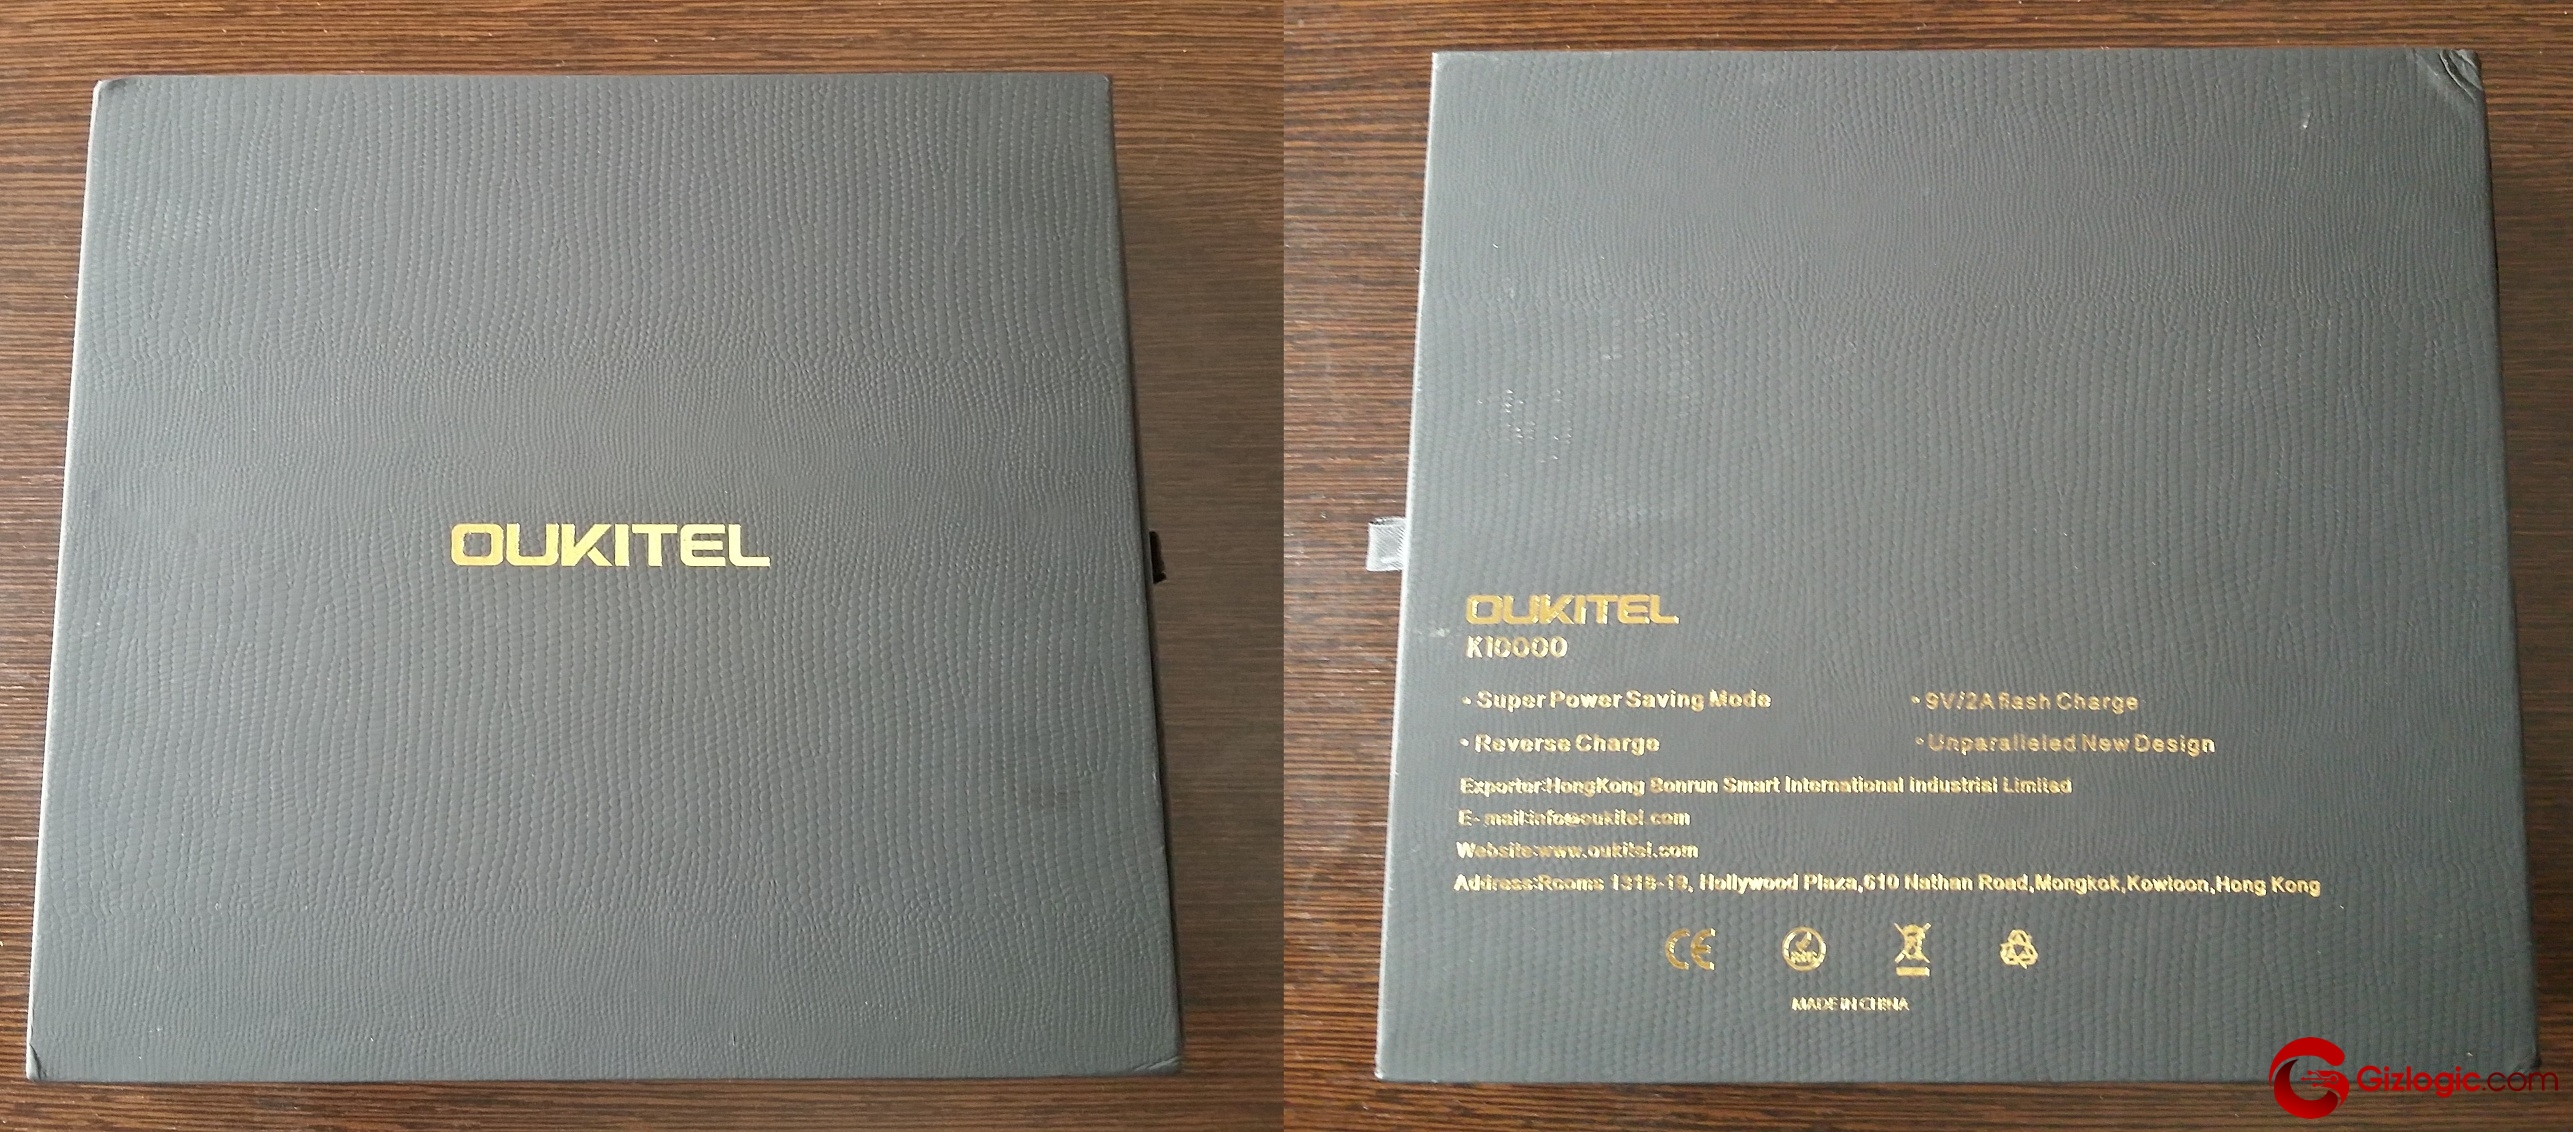 OUKITEL
OUKITEL
K10000
• Super Power Saving Mode
• 9V/2A flash Charge
• Reverse Charge
• Unparalleled New Design
Exporter:HongKong Bonrun Smart International industrial Limited
E- mail:info@oukitel.com
Website:www.oukitel.com
Address:Rooms 1318-19, Hollywood Plaza,610 Nathan Road,Mongkok,Kowloon,Hong Kong
CE
MADE IN CHINA
Gizlogic.com